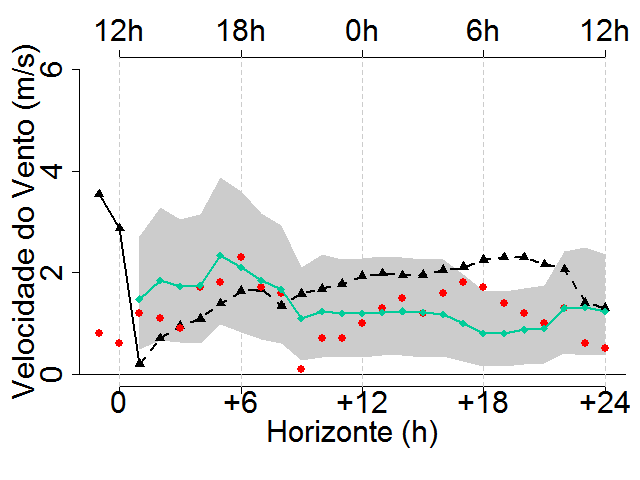 12h 18h 0h 6h 12h
Velocidade do Vento (m/s)
6
4
2
0
0 +6 +12 +18 +24
Horizonte (h)